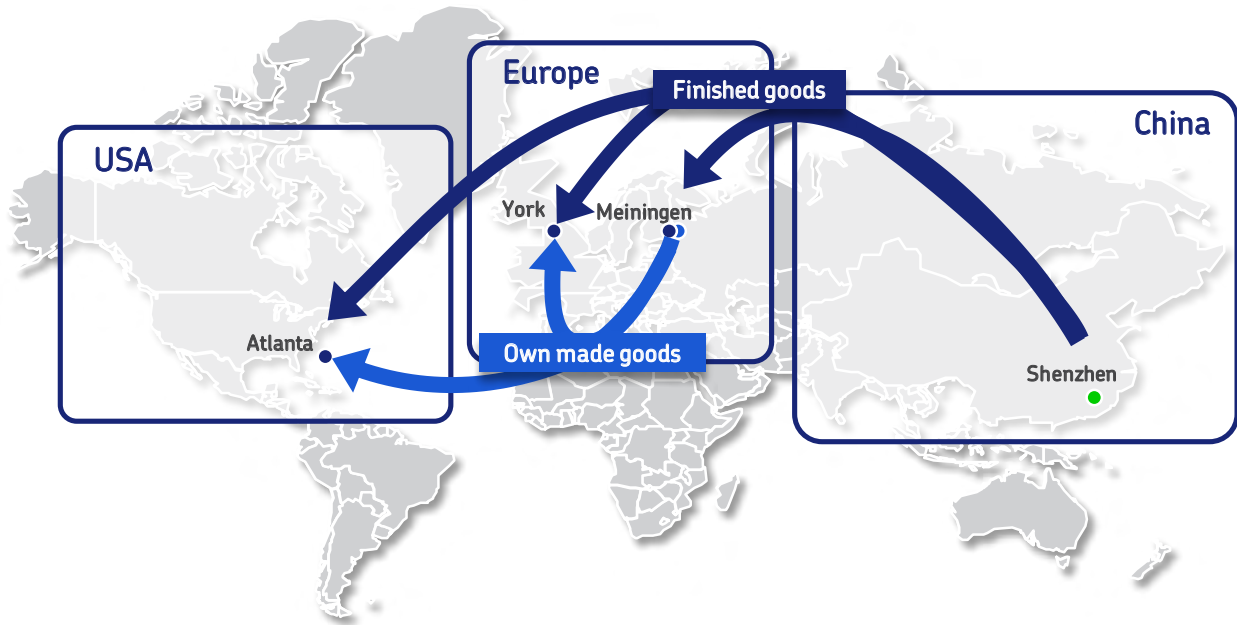 Europe
Finished goods
China
USA
York
Meiningen
Atlanta
Own made goods
Shenzhen